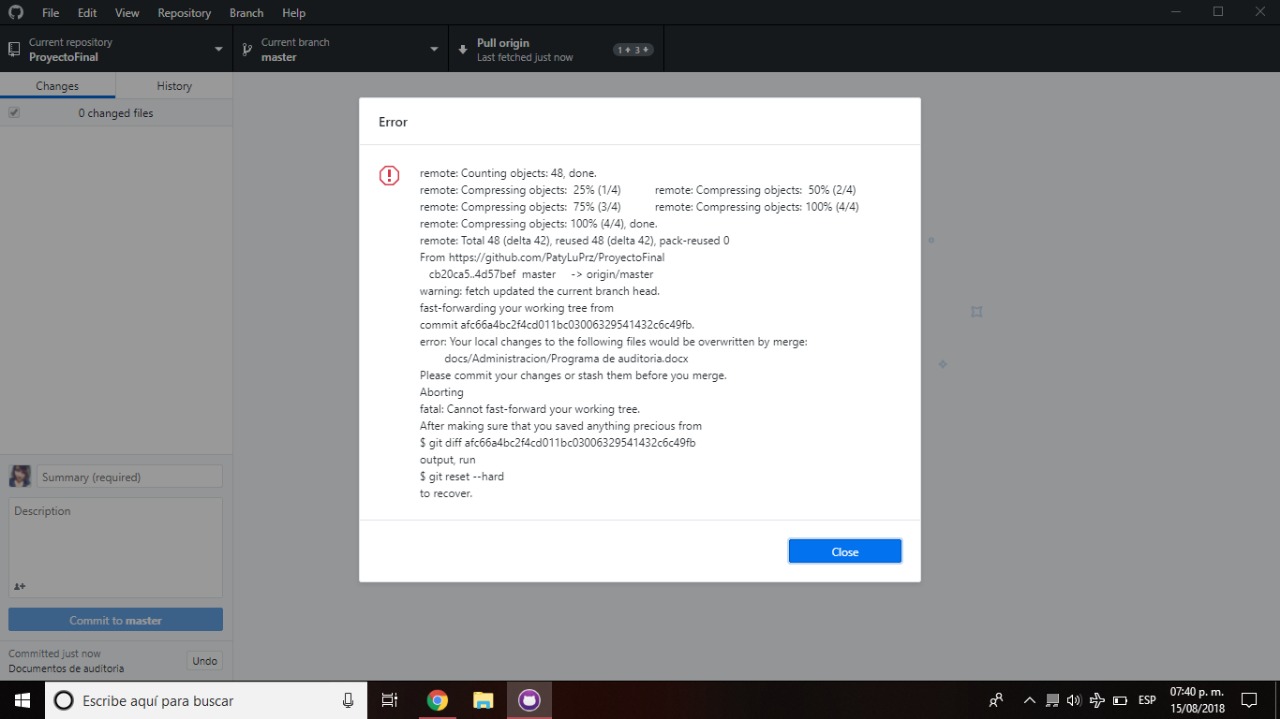 File Edit View Repository Branch Help
Current repository
ProyectoFinal
Current branch
master
Pull origin
Last fetched just now
1 3
Changes
History
0 changed files
Error
remote: Counting objects: 48, done.
remote: Compressing objects: 25% (1/4) remote: Compressing objects: 50% (2/4)
remote: Compressing objects: 75% (3/4) remote: Compressing objects: 100% (4/4)
remote: Compressing objects: 100% (4/4), done.
remote: Total 48 (delta 42), reused 48 (delta 42), pack-reused 0
From https://github.com/PatyLuPrz/ProyectoFinal
cb20ca5..4d57bef master -> origin/master
warning: fetch updated the current branch head.
fast-forwarding your working tree from
commit afc66a4bc2f4cd011bc03006329541432c6c49fb.
error: Your local changes to the following files would be overwritten by merge:
docs/Administracion/Programa de auditoria.docx
Please commit your changes or stash them before you merge.
Aborting
fatal: Cannot fast-forward your working tree.
After making sure that you saved anything precious from
$ git diff afc66a4bc2f4cd011bc03006329541432c6c49fb
output, run
$ git reset --hard
to recover.
Close
Summary (required)
Description
Commit to master
Committed just now
Documentos de auditoria
Undo
Escribe aquí para buscar
ESP
07:40 p. m.
15/08/2018